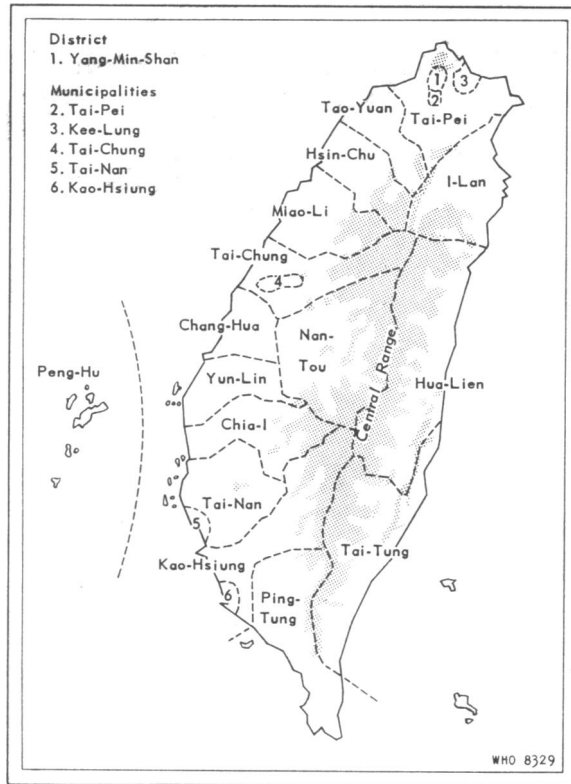 District
1. Yang-Min-Shan
Municipalities
2. Tai-Pei
3. Kee-Lung
4. Tai-Chung
5. Tai-Nan
6. Kao-Hsiung
1
3
2
Tao-Yuan
Tai-Pei
Hsin-Chu
I-Lan
Miao-Li
Tai-Chung
4
Chang-Hua
Nan-
Tou
Central Range
Peng-Hu
Yun-Lin
Hua-Lien
Chia-I
Tai-Nan
5
Tai-Tung
Kao-Hsiung
6
Ping-
Tung
WHO 8329